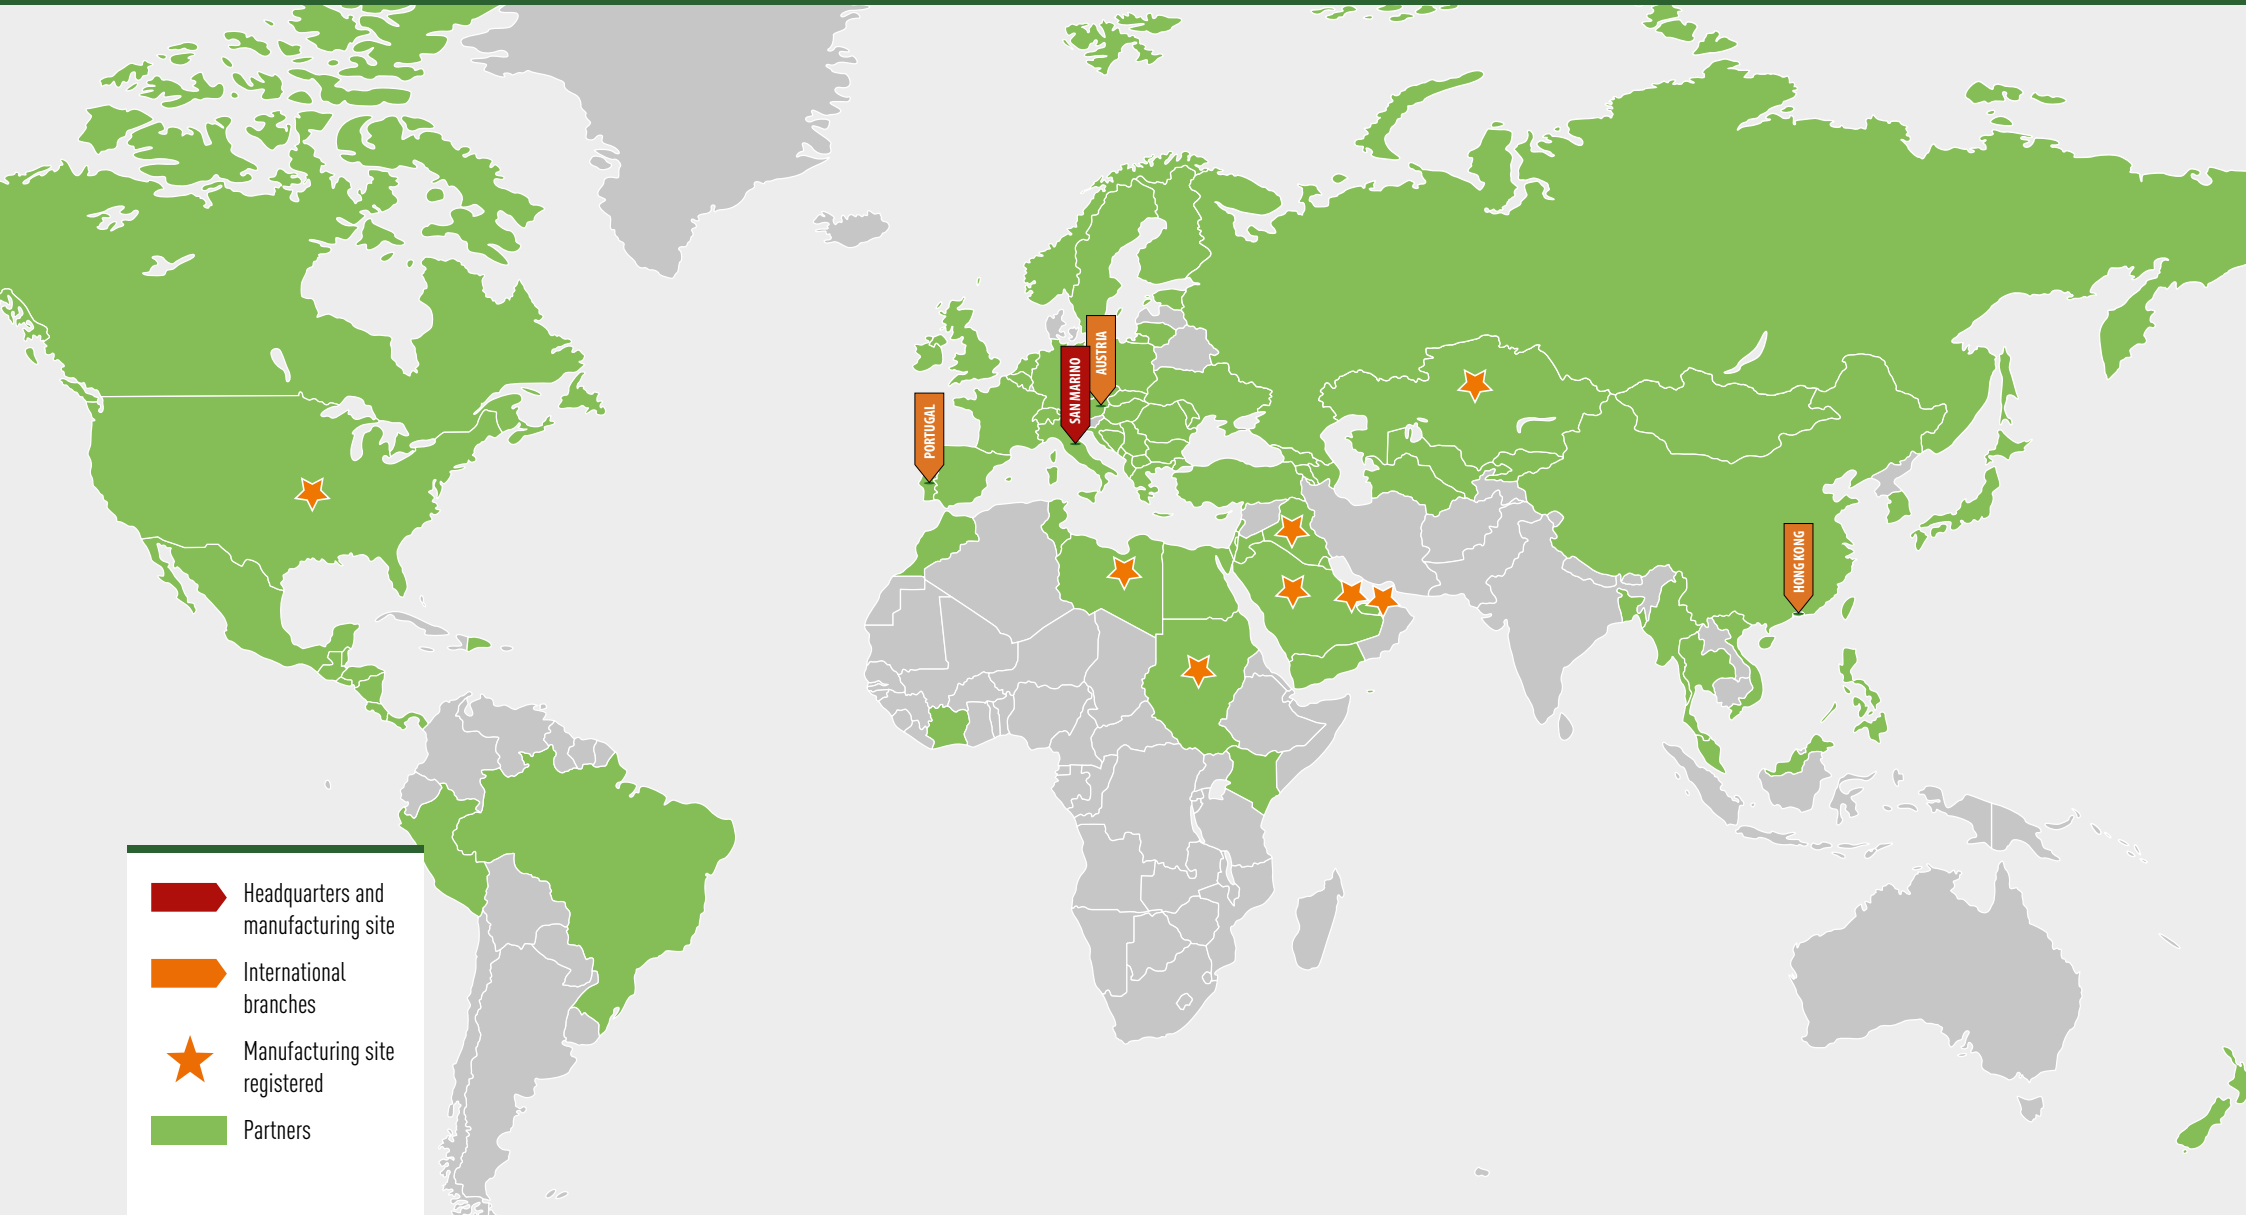 AUSTRIA
SAN MARINO
PORTUGAL
HONG KONG
Headquarters and
manufacturing site
International
branches
Manufacturing site
registered
Partners